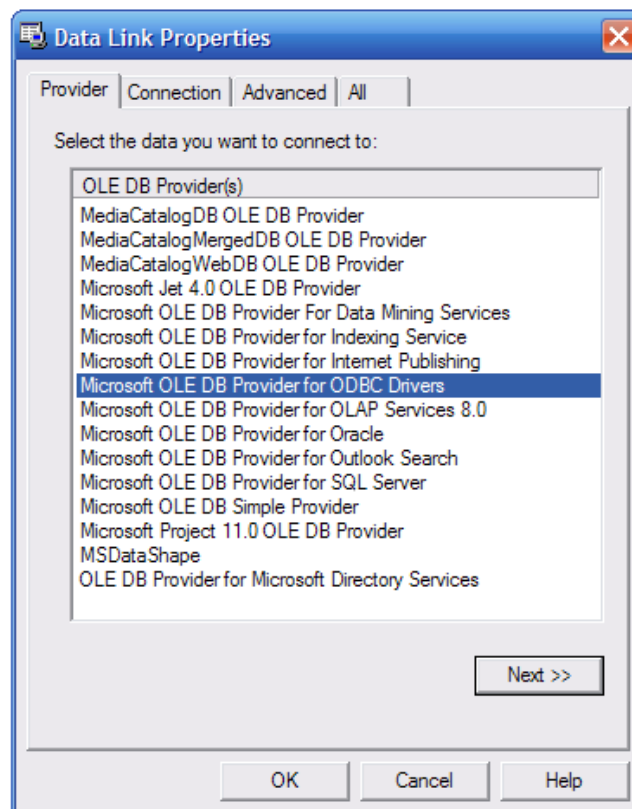 Data Link Properties
Provider Connection Advanced All
Select the data you want to connect to:
OLE DB Provider(s)
MediaCatalogDB OLE DB Provider
MediaCatalogMergedDB OLE DB Provider
MediaCatalogWebDB OLE DB Provider
Microsoft Jet 4.0 OLE DB Provider
Microsoft OLE DB Provider For Data Mining Services
Microsoft OLE DB Provider for Indexing Service
Microsoft OLE DB Provider for Internet Publishing
Microsoft OLE DB Provider for ODBC Drivers
Microsoft OLE DB Provider for OLAP Services 8.0
Microsoft OLE DB Provider for Oracle
Microsoft OLE DB Provider for Outlook Search
Microsoft OLE DB Provider for SQL Server
Microsoft OLE DB Simple Provider
Microsoft Project 11.0 OLE DB Provider
MSDataShape
OLE DB Provider for Microsoft Directory Services
Next >>
OK Cancel Help